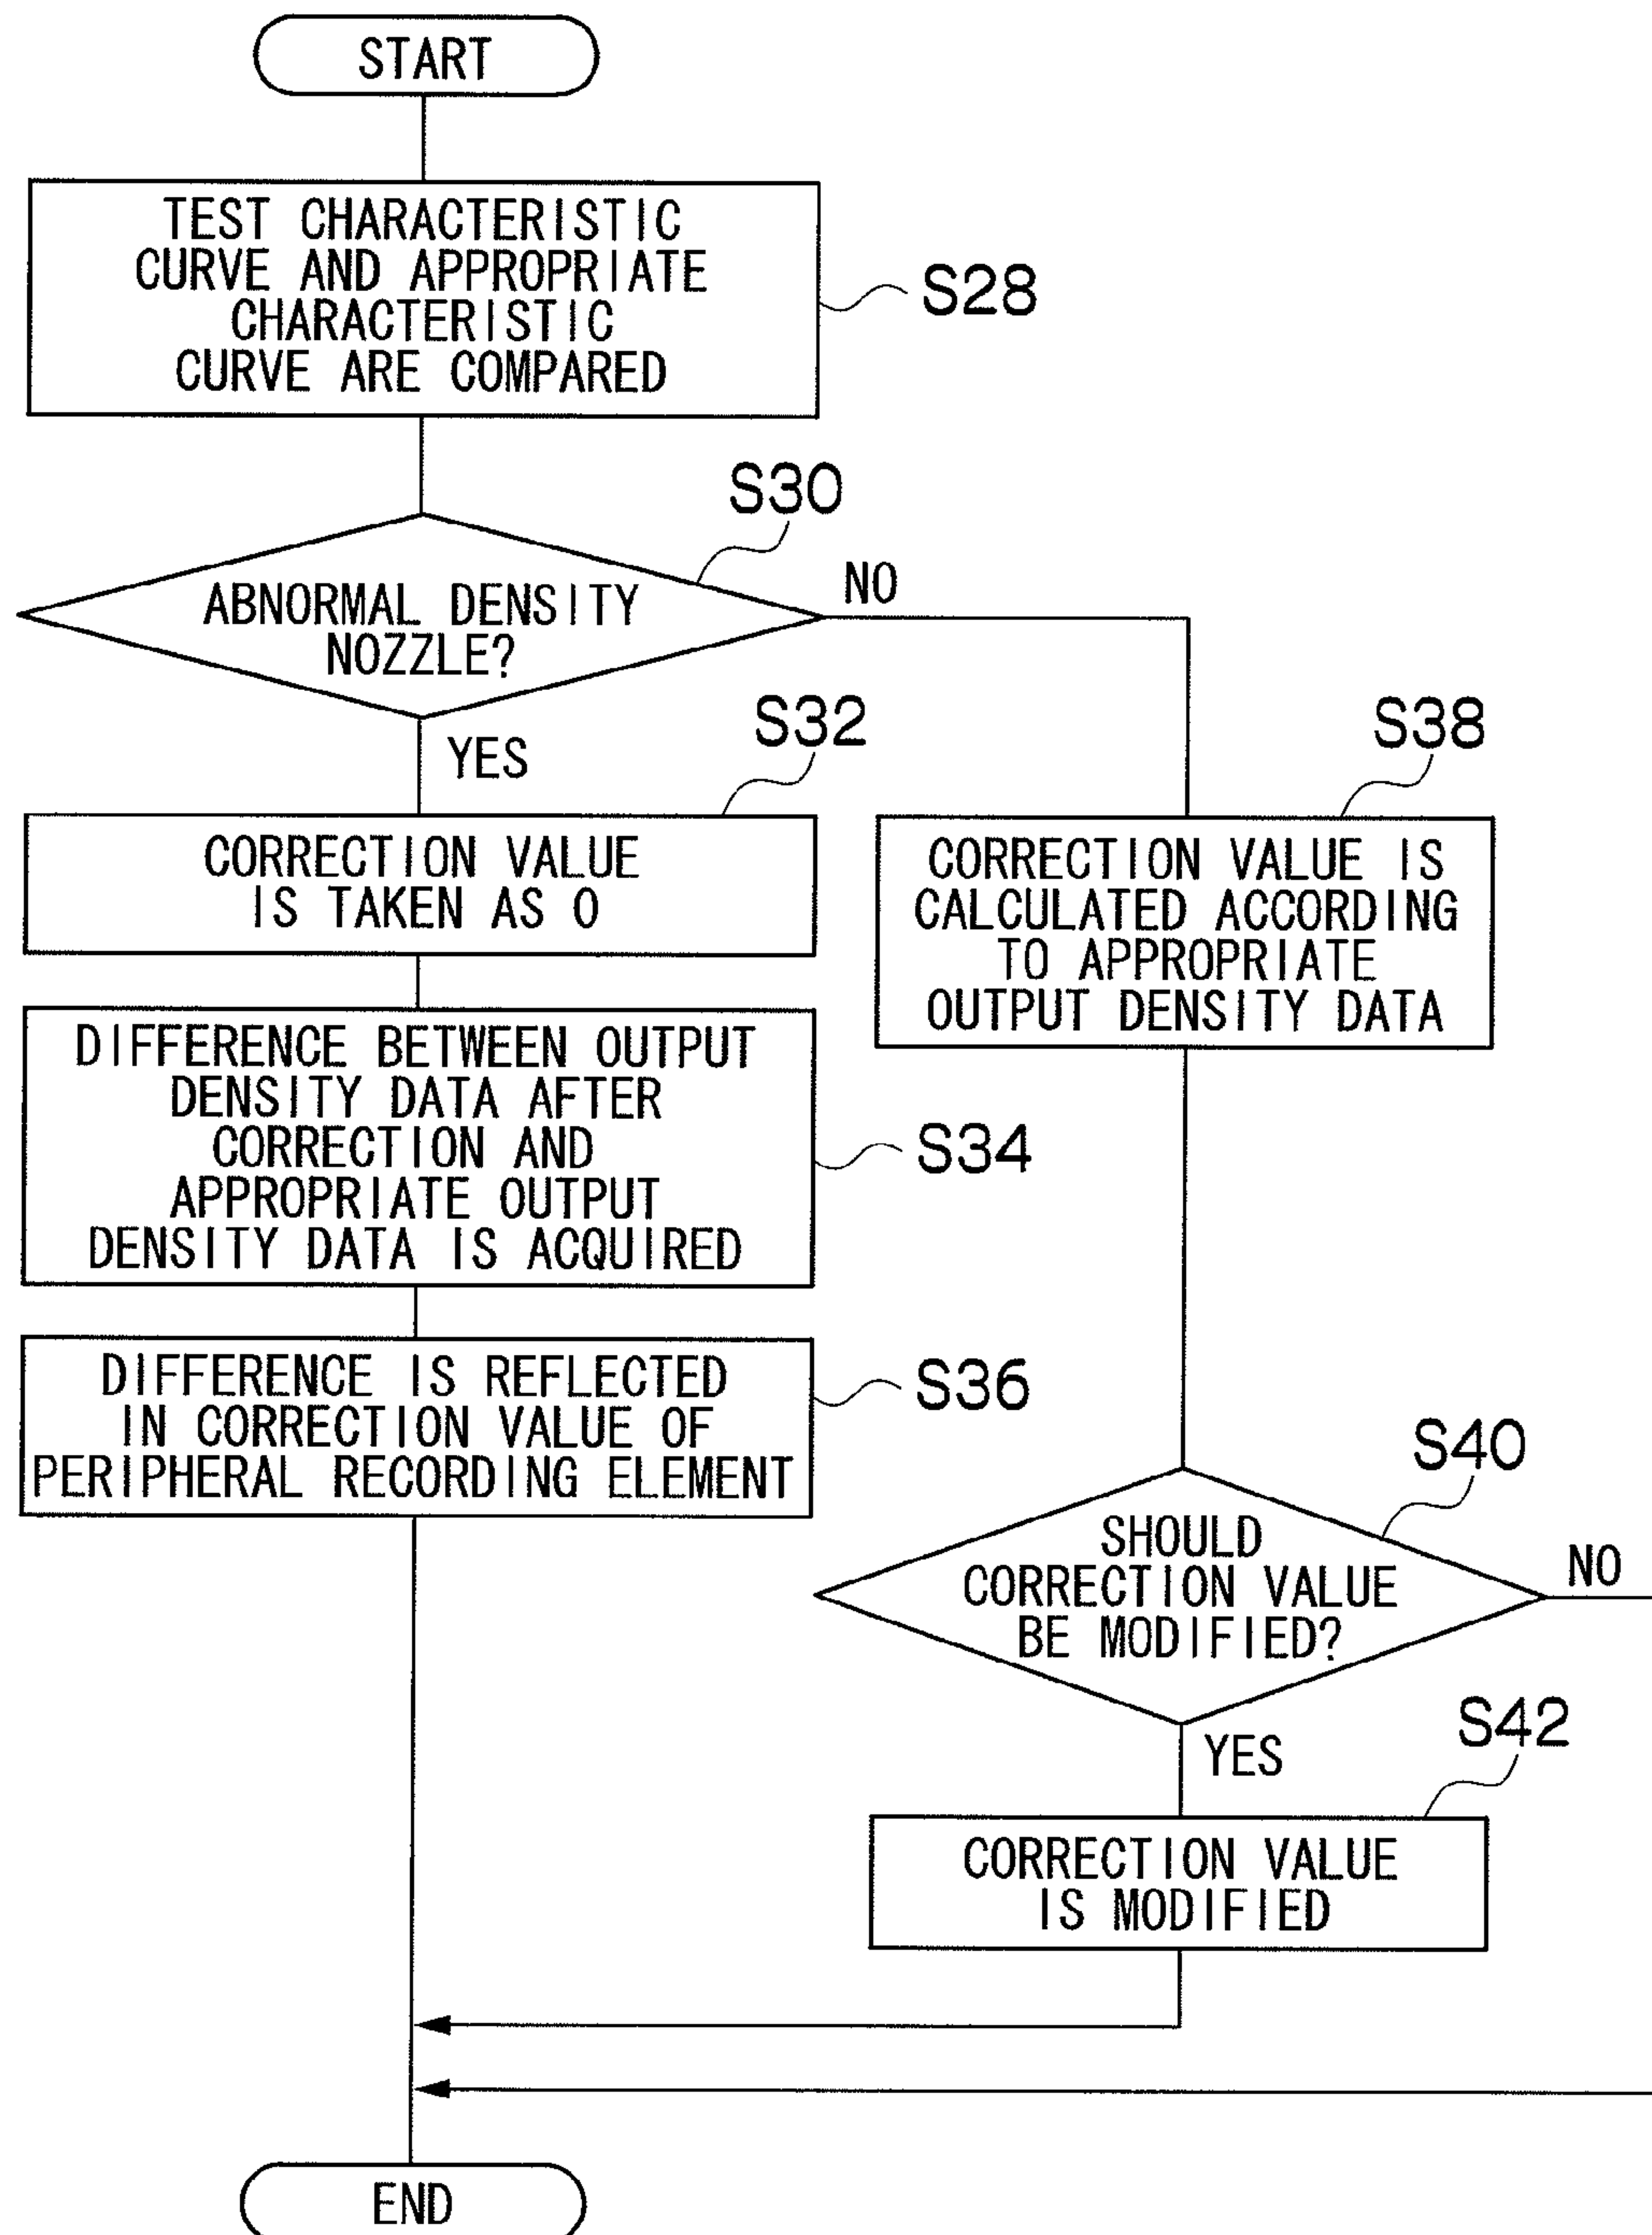 START
TEST CHARACTERISTIC
CURVE AND APPROPRIATE
CHARACTERISTIC
CURVE ARE COMPARED
S28
S30
ABNORMAL DENSITY
NOZZLE?
NO
YES
S32
CORRECTION VALUE
IS TAKEN AS 0
DIFFERENCE BETWEEN OUTPUT
DENSITY DATA AFTER
CORRECTION AND
APPROPRIATE OUTPUT
DENSITY DATA IS ACQUIRED
S34
DIFFERENCE IS REFLECTED
IN CORRECTION VALUE OF
PERIPHERAL RECORDING ELEMENT
S36
S38
CORRECTION VALUE IS
CALCULATED ACCORDING
TO APPROPRIATE
OUTPUT DENSITY DATA
S40
SHOULD
CORRECTION VALUE
BE MODIFIED?
NO
YES
S42
CORRECTION VALUE
IS MODIFIED
END